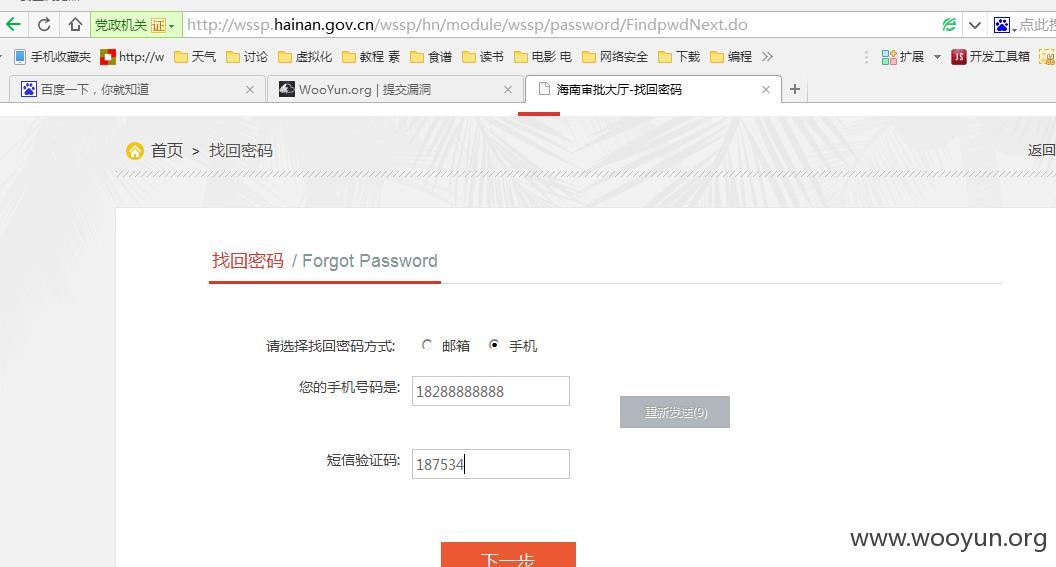 党政机关 证 http://wssp.hainan.gov.cn/wssp/hn/module/wssp/password/FindpwdNext.do 点此搜
手机收藏夹 http://w 天气 讨论 虚拟化 教程 素 食谱 读书 电影 电 网络安全 下载 编程 扩展 JS 开发工具箱
百度一下，你就知道 WooYun.org | 提交漏洞 海南审批大厅-找回密码
首页 > 找回密码 返回
找回密码 / Forgot Password
请选择找回密码方式: 邮箱 手机
您的手机号码是: 18288888888
重新发送(9)
短信验证码: 187534
www.wooyun.org
下一步